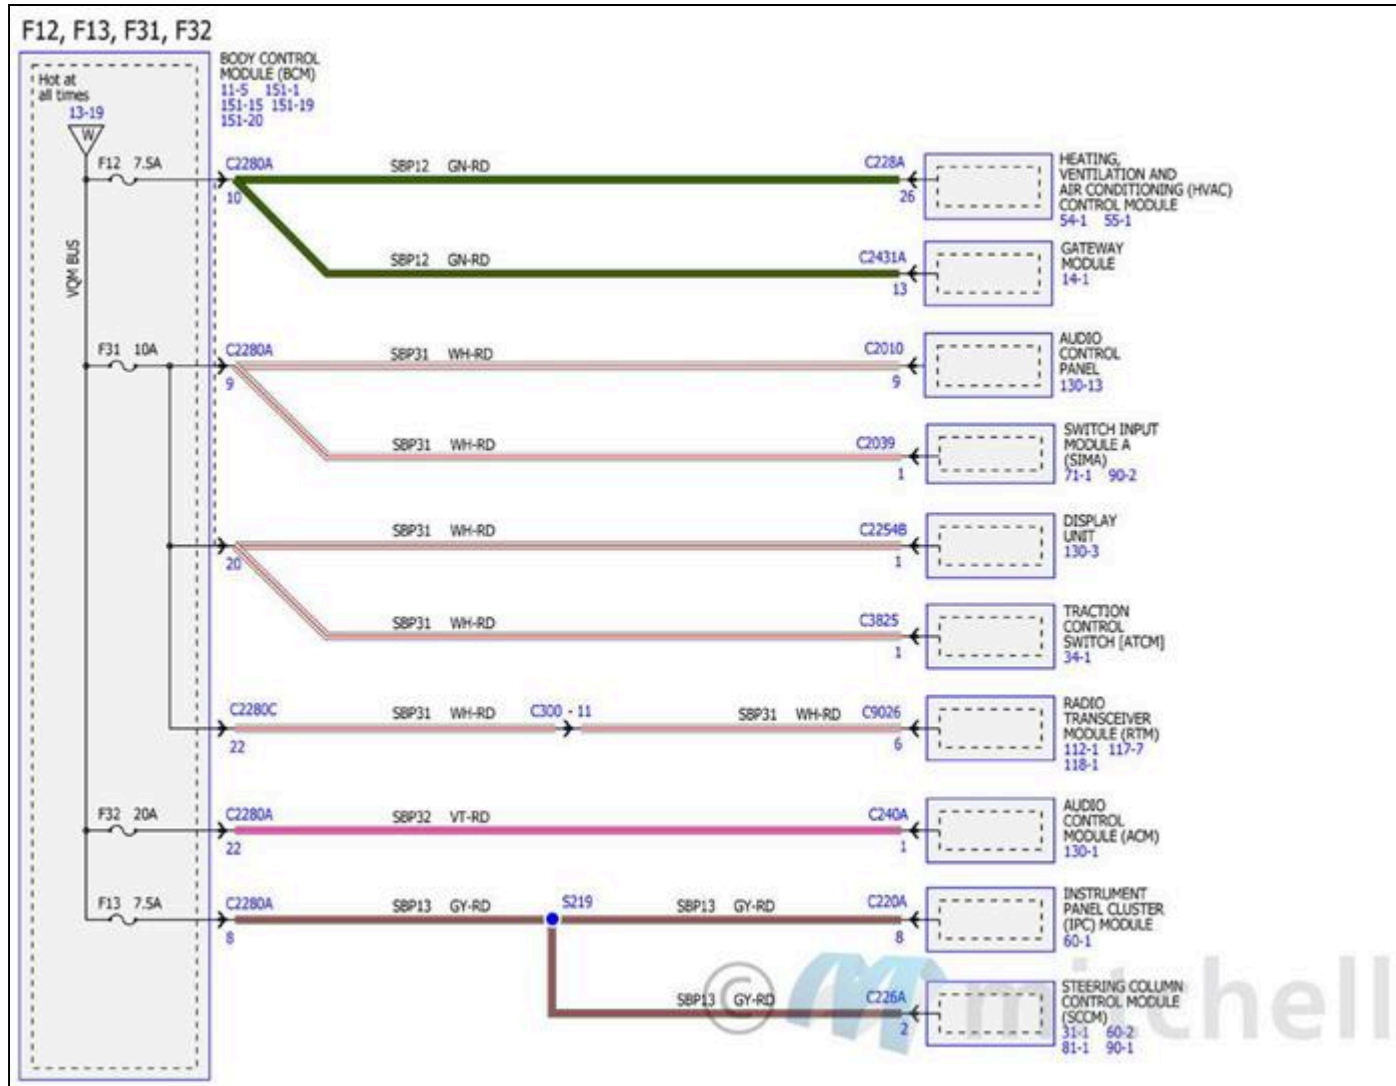 F12, F13, F31, F32
BODY CONTROL
MODULE (BCM)
11-5 151-1
151-15 151-19
151-20
Hot at
all times
13-19
W
VQM BUS
F12 7.5A
C2280A
10
SBP12 GN-RD
C228A
26
HEATING,
VENTILATION AND
AIR CONDITIONING (HVAC)
CONTROL MODULE
54-1 55-1
SBP12 GN-RD
C2431A
13
GATEWAY
MODULE
14-1
F31 10A
C2280A
9
SBP31 WH-RD
C2010
9
AUDIO
CONTROL
PANEL
130-13
SBP31 WH-RD
C2039
1
SWITCH INPUT
MODULE A
(SIMA)
71-1 90-2
20
SBP31 WH-RD
C2254B
1
DISPLAY
UNIT
130-3
SBP31 WH-RD
C3825
1
TRACTION
CONTROL
SWITCH [ATCM]
34-1
C2280C
22
SBP31 WH-RD
C300 - 11
SBP31 WH-RD
C9026
6
RADIO
TRANSCEIVER
MODULE (RTM)
112-1 117-7
118-1
F32 20A
C2280A
22
SBP32 VT-RD
C240A
1
AUDIO
CONTROL
MODULE (ACM)
130-1
F13 7.5A
C2280A
8
SBP13 GY-RD
S219
SBP13 GY-RD
C220A
8
INSTRUMENT
PANEL CLUSTER
(IPC) MODULE
60-1
SBP13 GY-RD
C226A
2
STEERING COLUMN
CONTROL MODULE
(SCCM)
31-1 60-2
81-1 90-1
© M mitchell